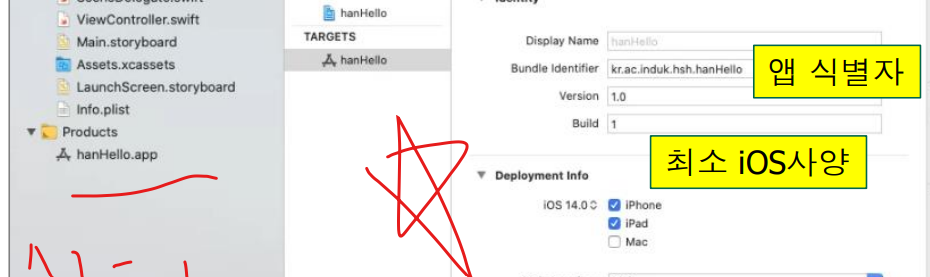 ViewController.swift
Main.storyboard
Assets.xcassets
LaunchScreen.storyboard
Info.plist
Products
hanHello.app
hanHello
TARGETS
hanHello
Identity
Display Name hanHello
Bundle Identifier kr.ac.induk.hsh.hanHello
앱 식별자
Version 1.0
Build 1
최소 iOS사양
Deployment Info
iOS 14.0 iPhone
iPad
Mac